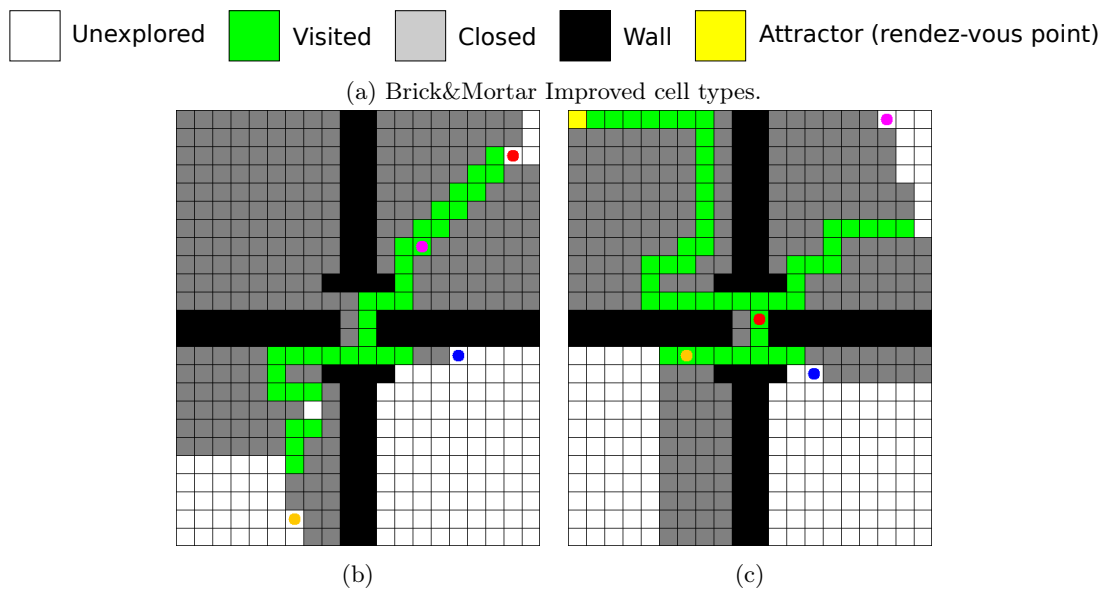 Unexplored Visited Closed Wall Attractor (rendez-vous point)
(a) Brick&Mortar Improved cell types.
(b) (c)